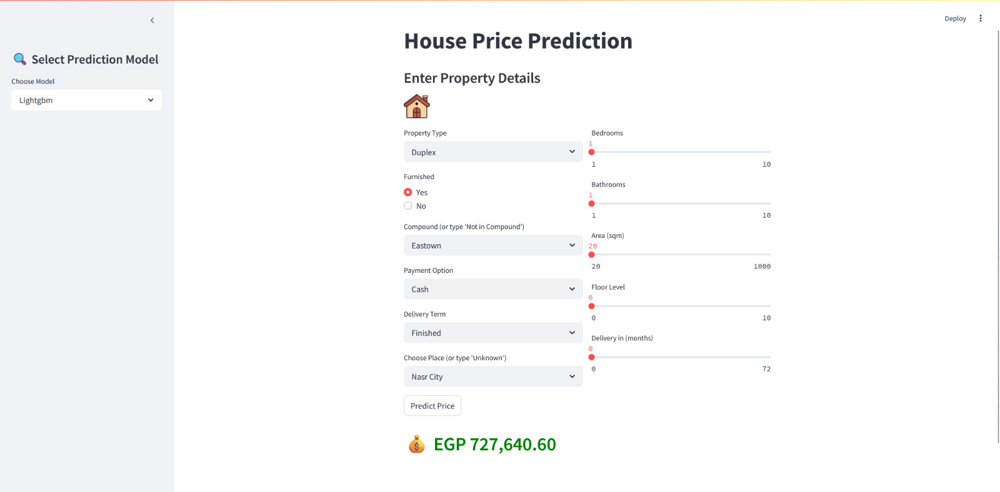 Deploy
Select Prediction Model
Choose Model
Lightgbm
House Price Prediction
Enter Property Details
Property Type
Duplex
Furnished
Yes
No
Compound (or type 'Not in Compound')
Eastown
Payment Option
Cash
Delivery Term
Finished
Choose Place (or type 'Unknown')
Nasr City
Bedrooms
1
1 10
Bathrooms
1
1 10
Area (sqm)
20
20 1000
Floor Level
0
0 10
Delivery in (months)
0
0 72
Predict Price
$
EGP 727,640.60